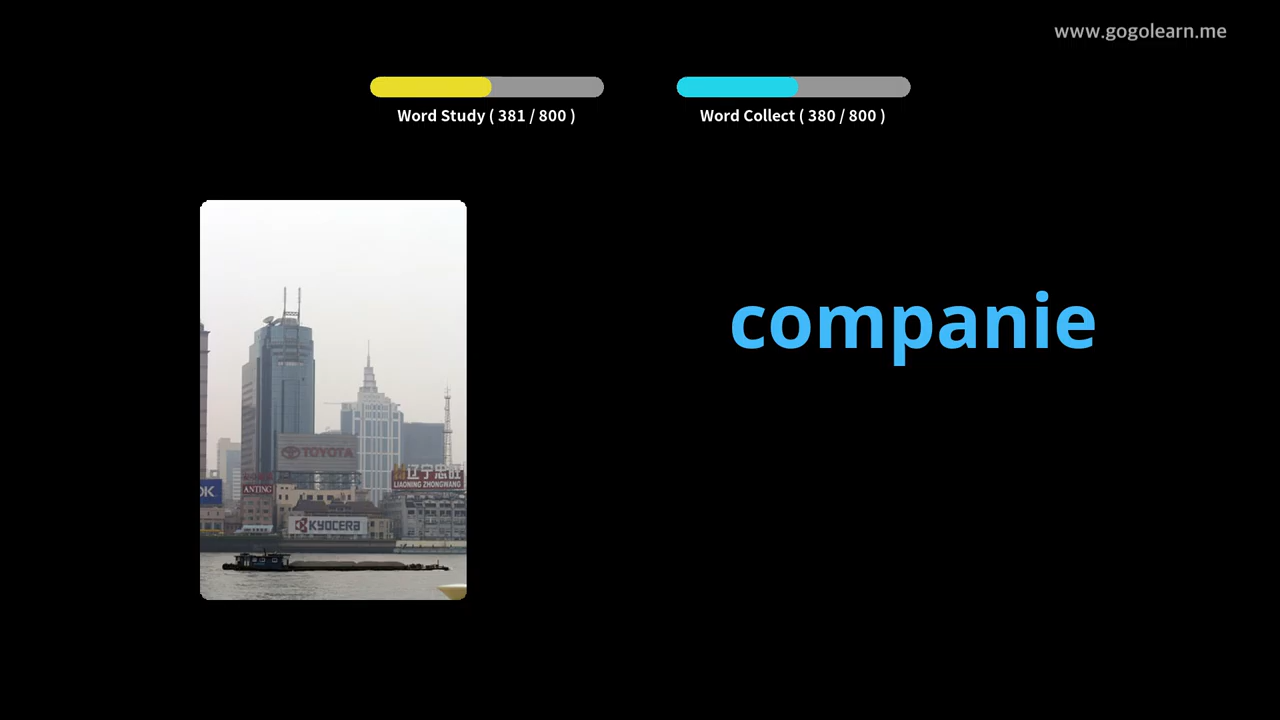 www.gogolearn.me
Word Study ( 381 / 800 )
Word Collect ( 380 / 800 )
companie
TOYOTA
辽宁忠旺
LIAONING ZHONGWANG
ANTING
DK
KYOCERA